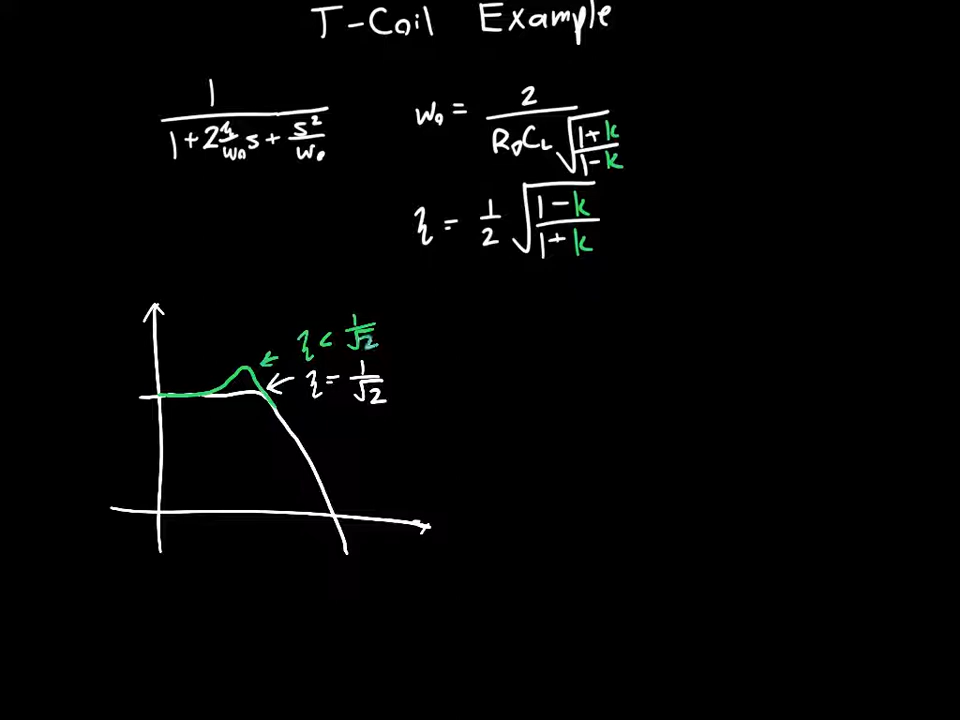 T-Coil Example
1 / (1 + 2 ξ/ω₀ s + s²/ω₀)
ω₀ = 2 / (R₀C_L √((1+k)/(1-k)))
ξ = 1/2 √((1-k)/(1+k))
ξ < 1/√2
ξ = 1/√2